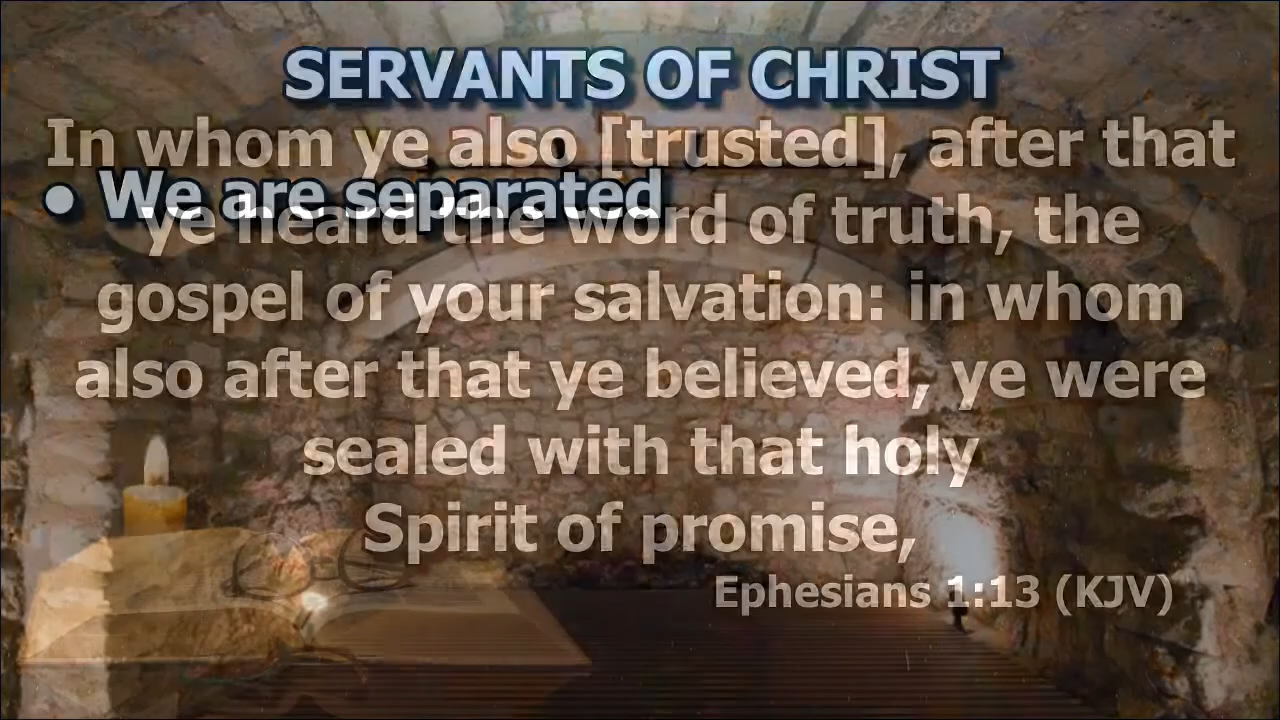 SERVANTS OF CHRIST
In whom ye also [trusted], after that
• We are separated
ye heard the word of truth, the
gospel of your salvation: in whom
also after that ye believed, ye were
sealed with that holy
Spirit of promise,
Ephesians 1:13 (KJV)